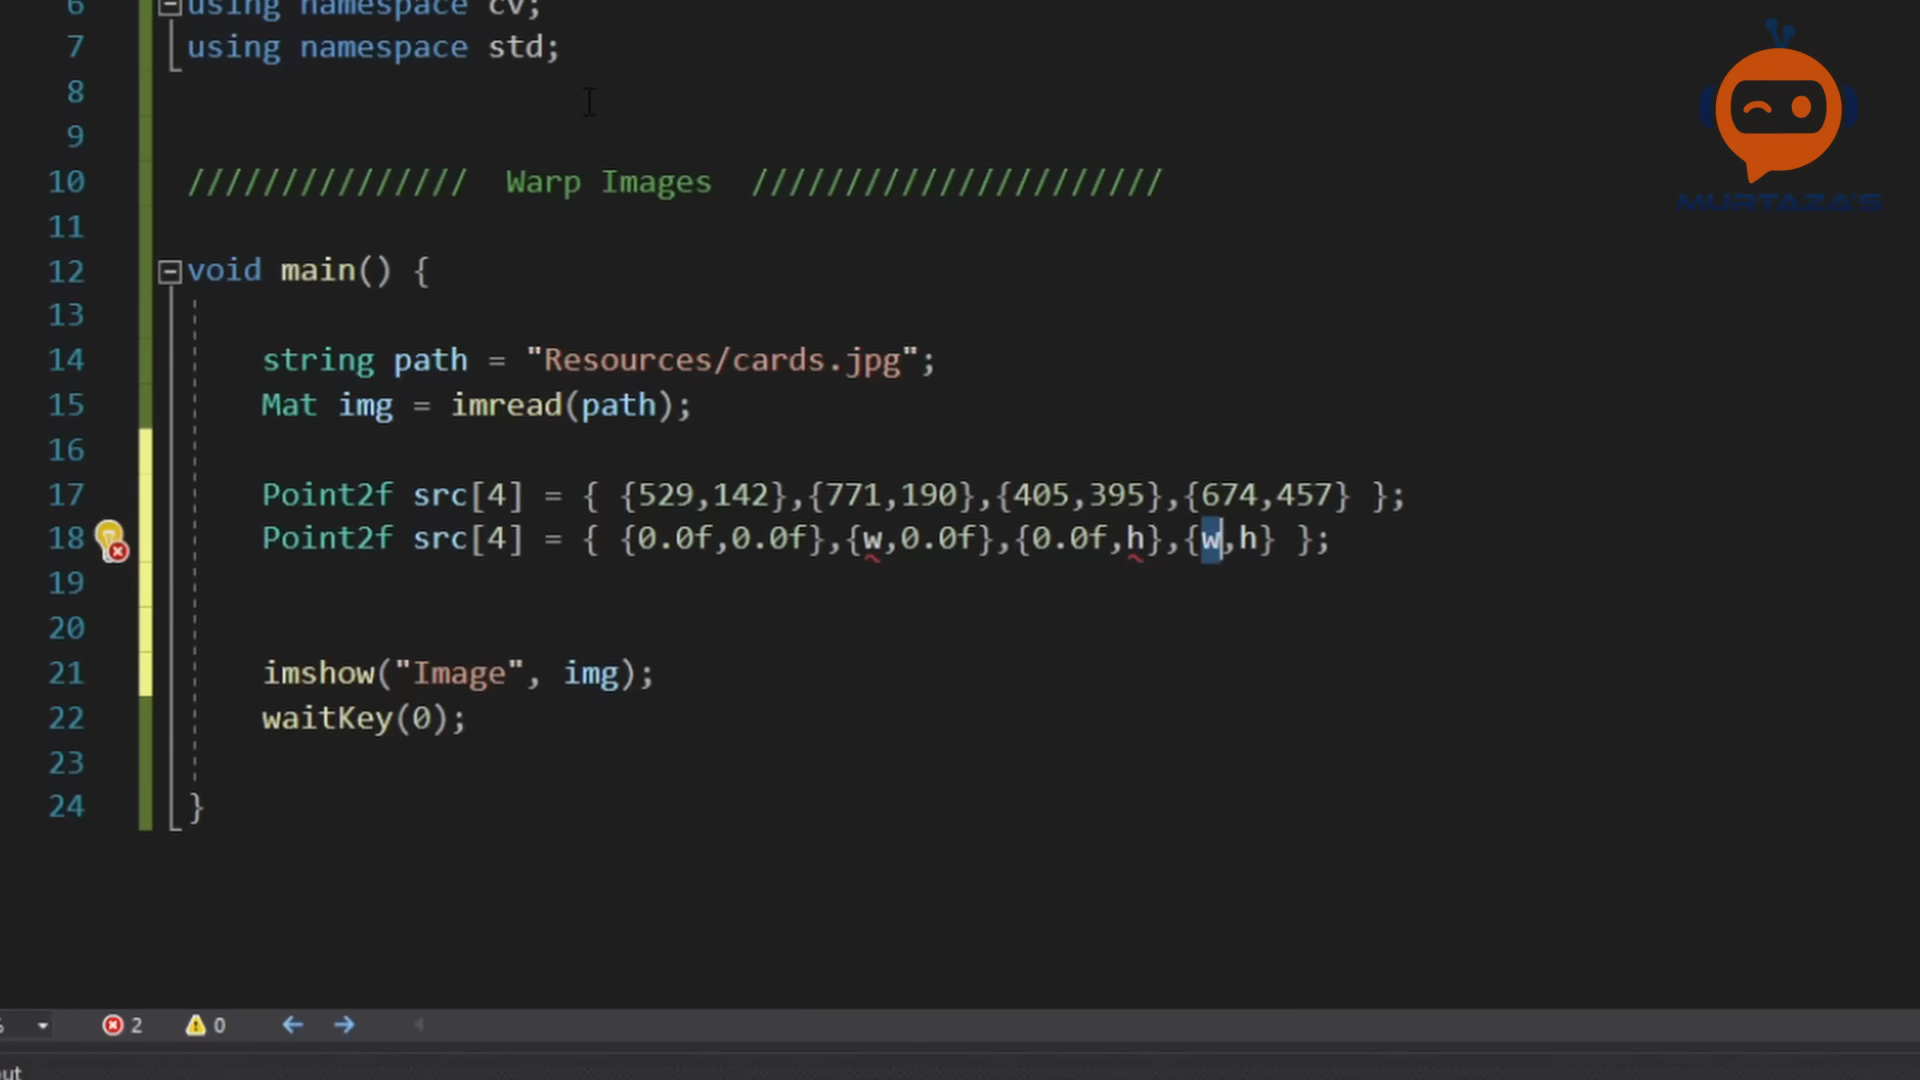 6 using namespace cv;
7 using namespace std;
8
9
10 /////////////// Warp Images //////////////////////
11
12 void main() {
13
14 string path = "Resources/cards.jpg";
15 Mat img = imread(path);
16
17 Point2f src[4] = { {529,142},{771,190},{405,395},{674,457} };
18 Point2f src[4] = { {0.0f,0.0f},{w,0.0f},{0.0f,h},{w,h} };
19
20
21 imshow("Image", img);
22 waitKey(0);
23
24 }
MURTAZA'S
2 0